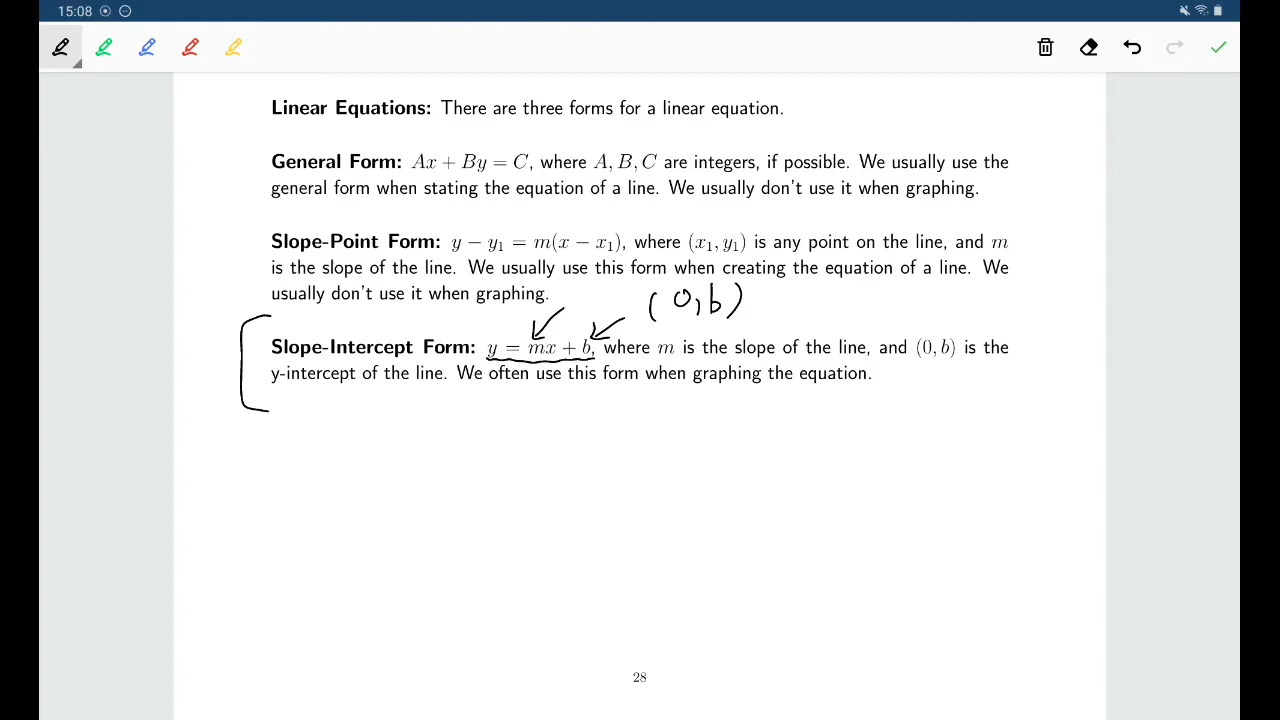 15:08
Linear Equations: There are three forms for a linear equation.
General Form: Ax + By = C, where A, B, C are integers, if possible. We usually use the
general form when stating the equation of a line. We usually don't use it when graphing.
Slope-Point Form: y − y₁ = m(x − x₁), where (x₁, y₁) is any point on the line, and m
is the slope of the line. We usually use this form when creating the equation of a line. We
usually don't use it when graphing.
(0,b)
Slope-Intercept Form: y = mx + b, where m is the slope of the line, and (0, b) is the
y-intercept of the line. We often use this form when graphing the equation.
28